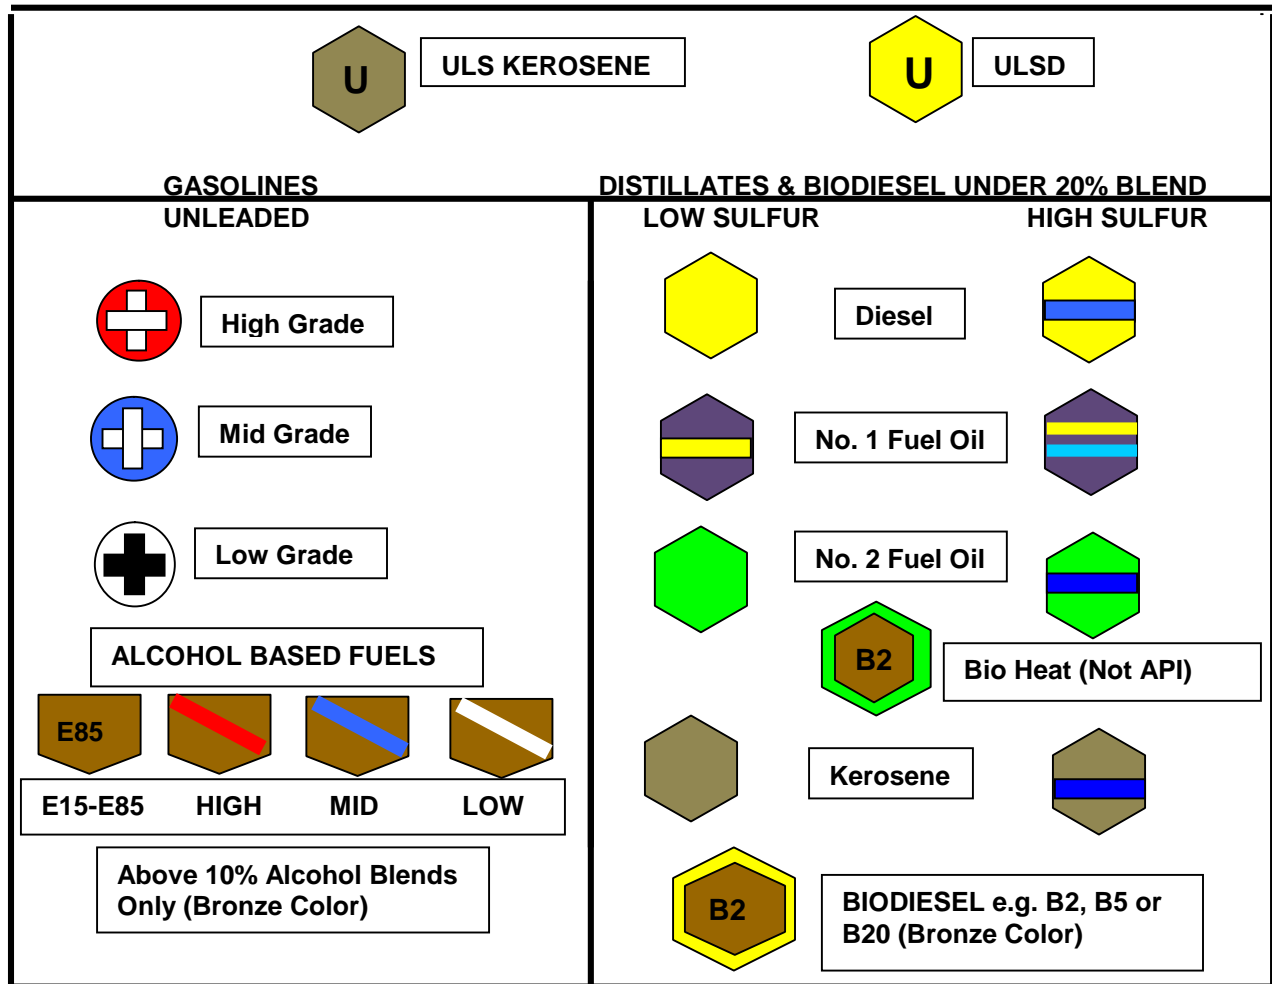 U
ULS KEROSENE
U
ULSD
GASOLINES
DISTILLATES & BIODIESEL UNDER 20% BLEND
UNLEADED
LOW SULFUR
HIGH SULFUR
High Grade
Diesel
Mid Grade
No. 1 Fuel Oil
Low Grade
No. 2 Fuel Oil
ALCOHOL BASED FUELS
B2
Bio Heat (Not API)
E85
E15-E85
HIGH
MID
LOW
Kerosene
Above 10% Alcohol Blends
Only (Bronze Color)
B2
BIODIESEL e.g. B2, B5 or
B20 (Bronze Color)